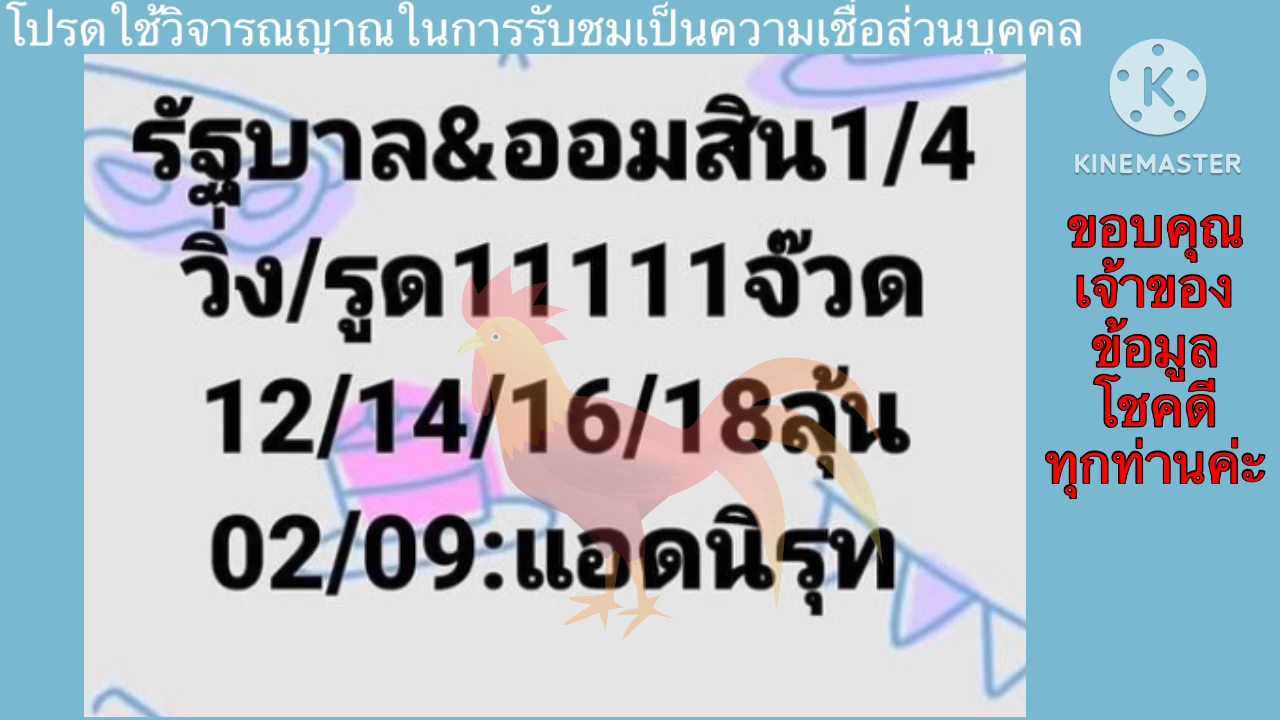 โปรดใช้วิจารณญาณในการรับชมเป็นความเชื่อส่วนบุคคล
รัฐบาล&ออมสิน1/4
วิ่ง/รูด11111จ๊วด
12/14/16/18ลุ้น
02/09:แอดนิรุท
K
KINEMASTER
ขอบคุณ
เจ้าของ
ข้อมูล
โชคดี
ทุกท่านค่ะ